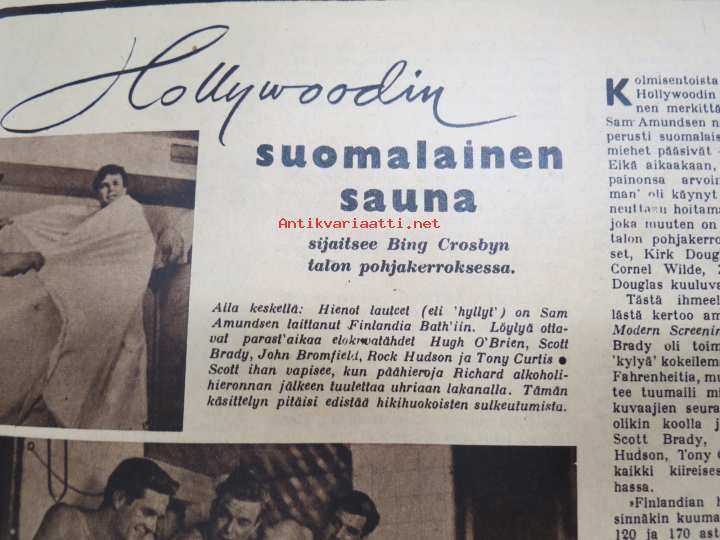 Hollywoodin
suomalainen
sauna
Antikvariaatti.net
sijaitsee Bing Crosbyn
talon pohjakerroksessa.
Alla keskellä: Hienot lauteet (eli 'hyllyt') on Sam
Amundsen laittanut Finlandia Bath'iin. Löylyä otta-
vat parast'aikaa elokuvatähdet Hugh O'Brien, Scott
Brady, John Bromfield, Rock Hudson ja Tony Curtis ●
Scott ihan vapisee, kun päähieroja Richard alkoholi-
hieronnan jälkeen tuulettaa uhriaan lakanalla. Tämän
käsittelyn pitäisi edistää hikihuokoisten sulkeutumista.
Kolmisentoista
Hollywoodin
nen merkittä
Sam Amundsen n
perusti suomalais
miehet pääsivät
Eikä aikaakaan,
painonsa arvoin
man' oli käynyt
neuttaan hoitam
joka muuten on
talon pohjakerro
set, Kirk Doug
Cornel Wilde, Z
Douglas kuuluva
Tästä ihmeel
lästä kertoo am
Modern Screenin
Brady oli toim
'kylyä' kokeilem
Fahrenheitia, mu
tee tuumaili mi
kuvaajien seura
olikin koolla j
Scott Brady,
Hudson, Tony C
kaikki kiireises
hassa.
»Finlandian h
sinnäkin kuuma
120 ja 170 ast